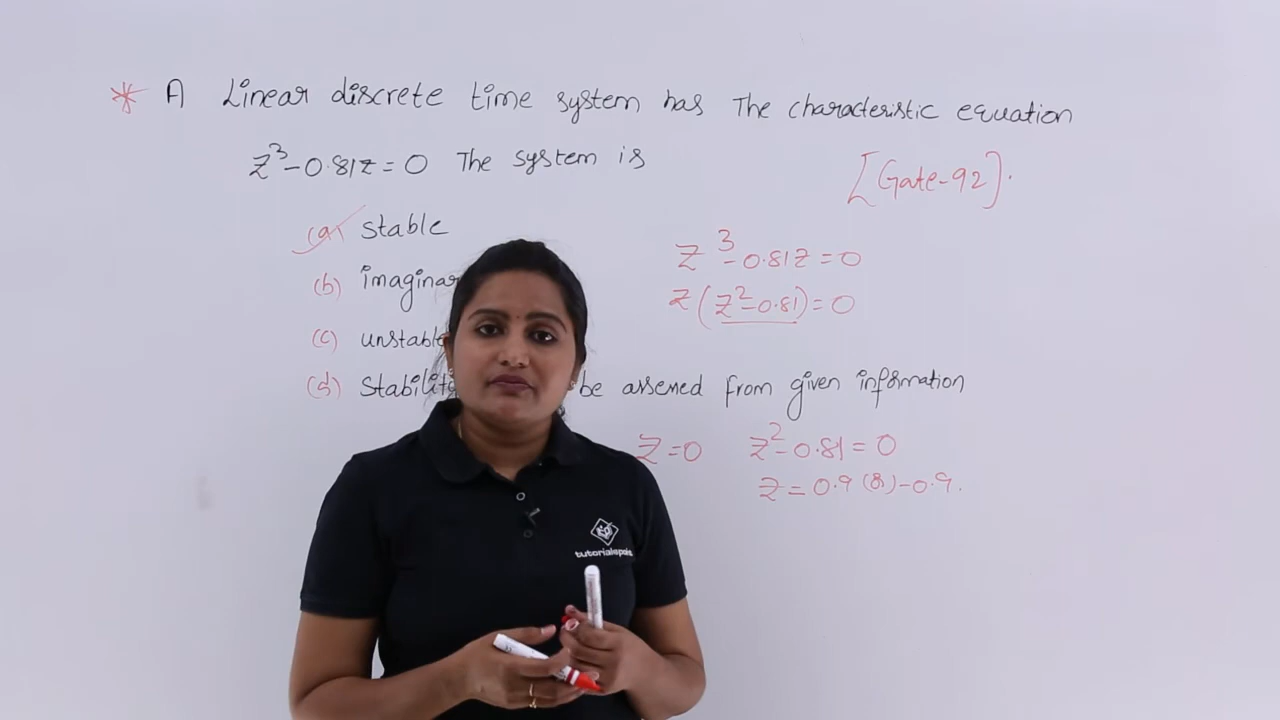 * A Linear discrete time system has The characteristic equation
z³-0.81z=0 The system is
[Gate-92].
(a) stable
(b) imaginar
(c) unstable
(d) Stabilit be assessed from given information
z³-0.81z=0
z(z²-0.81)=0
z=0 z²-0.81=0
z=0.9 (or) -0.9.
tutorialspoint